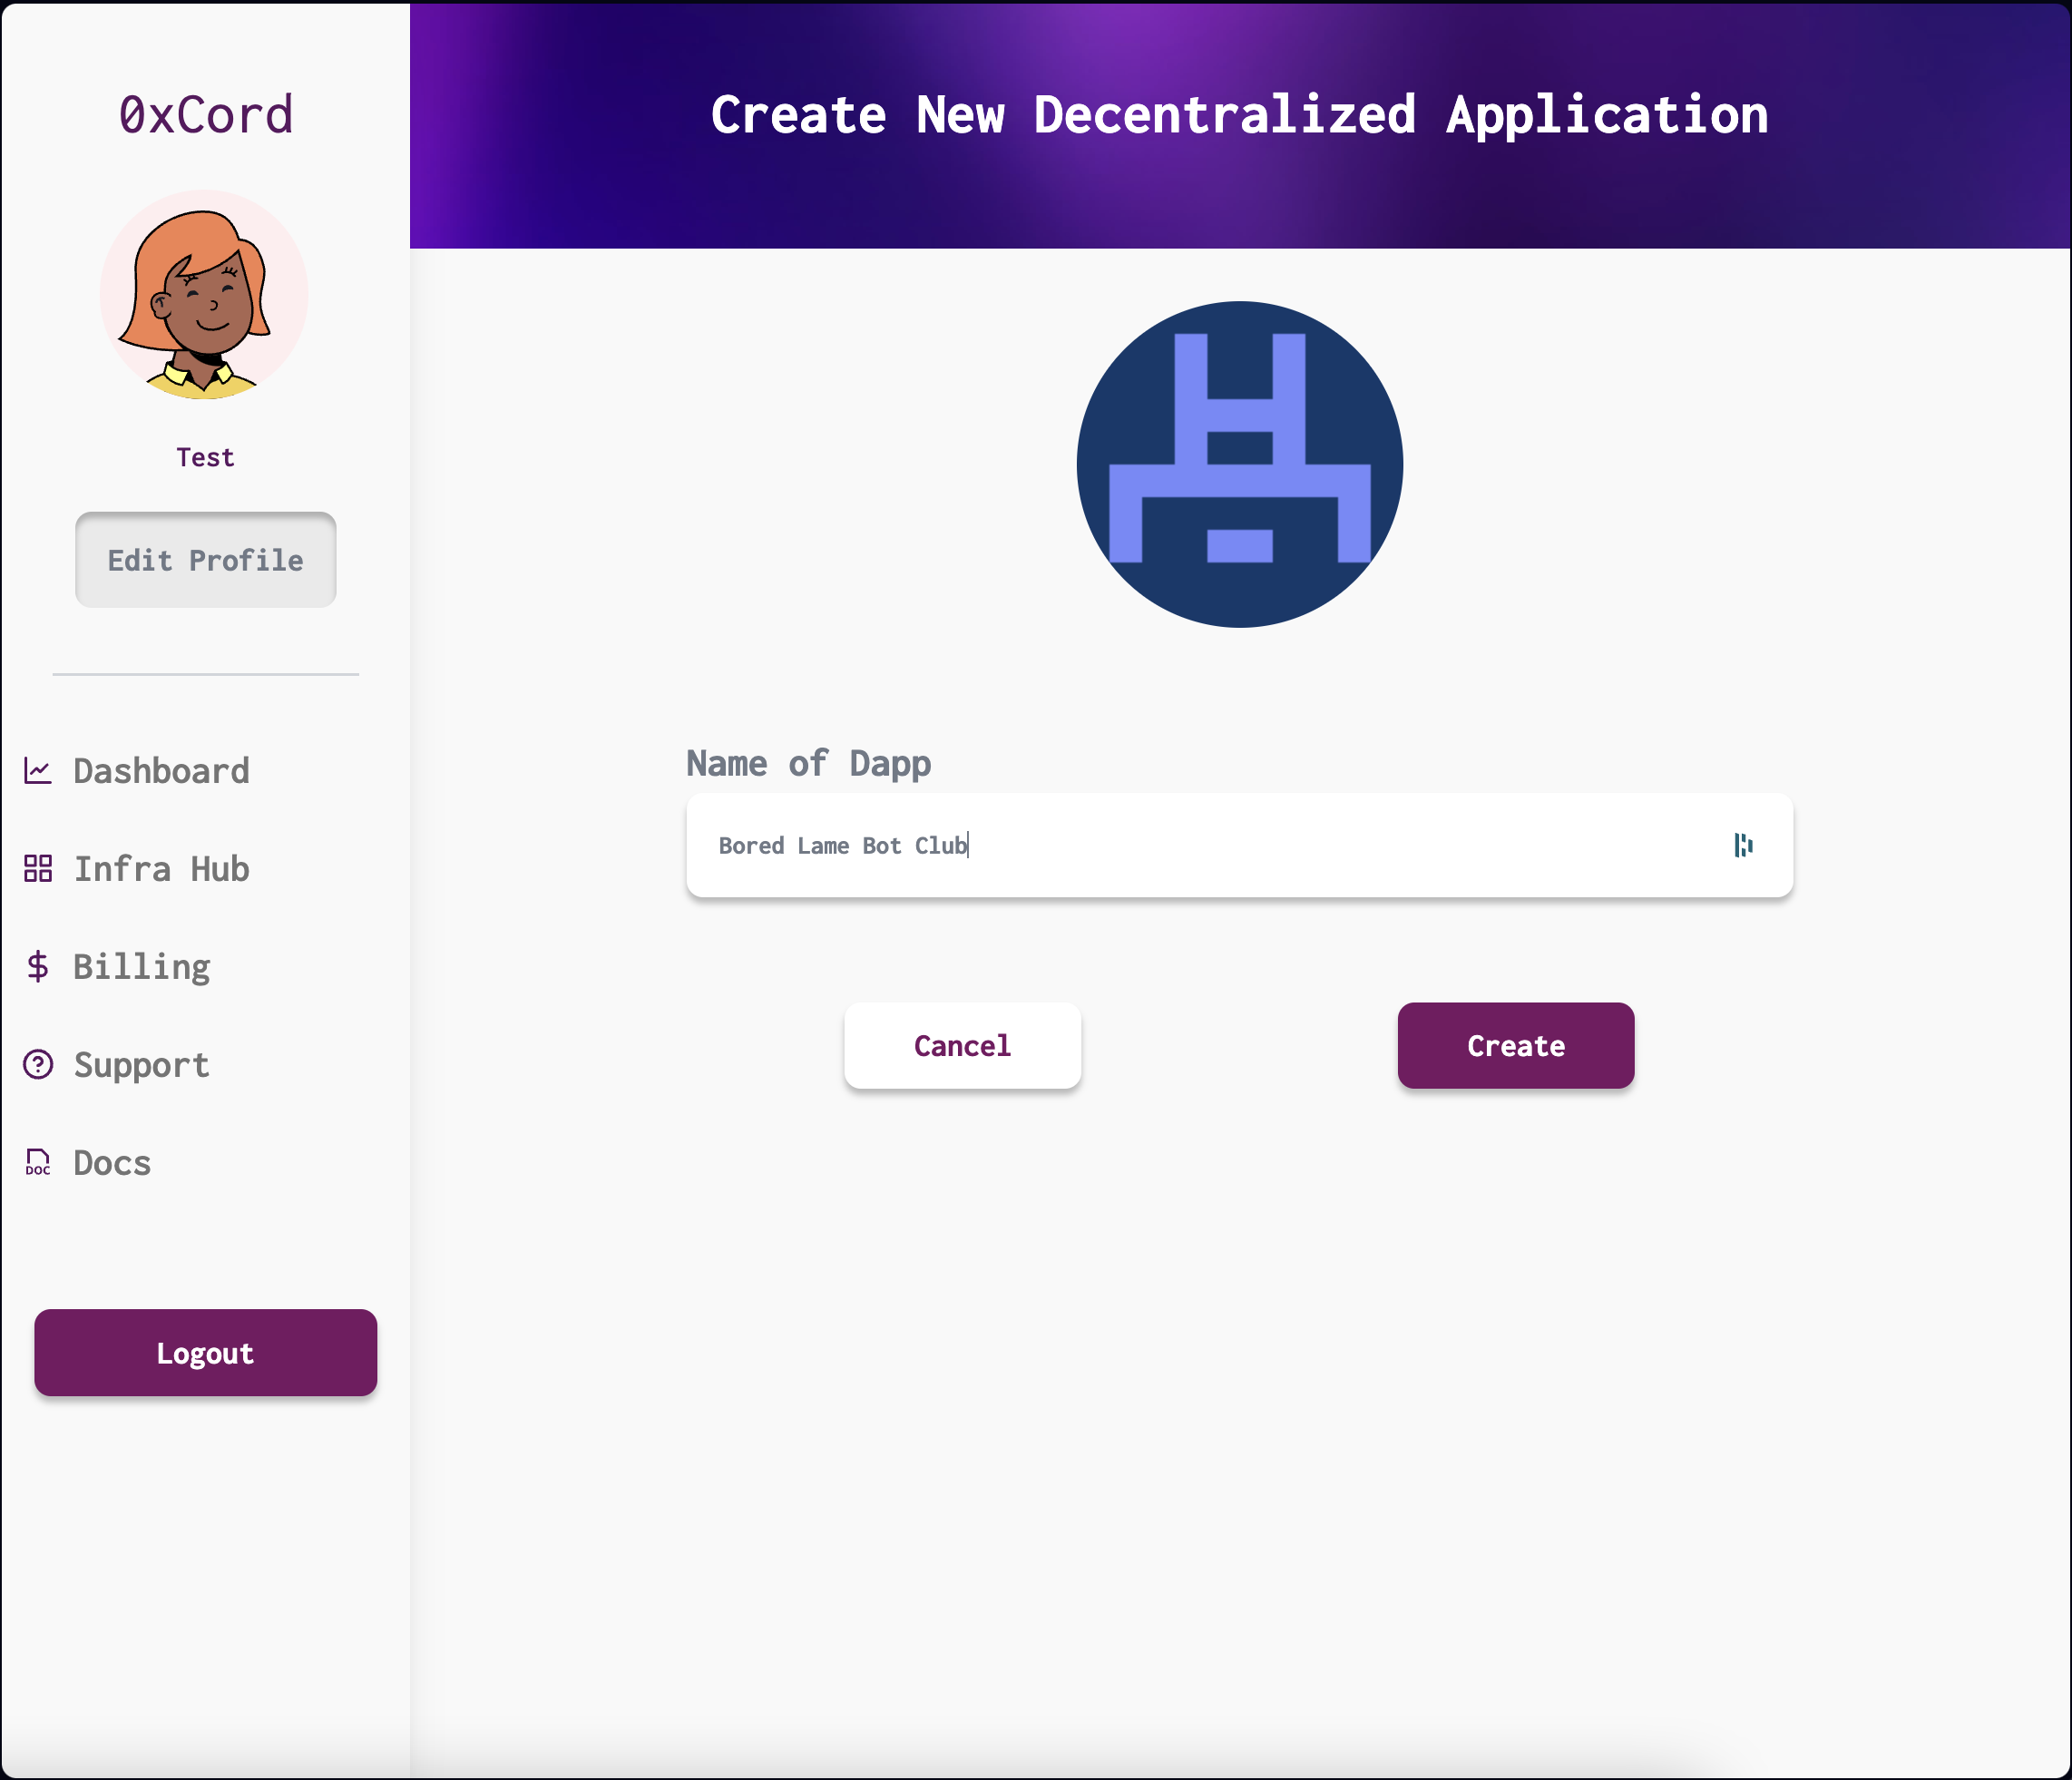 0xCord
Test
Edit Profile
Dashboard
Infra Hub
Billing
Support
DOC
Docs
Logout
Create New Decentralized Application
Name of Dapp
Bored Lame Bot Club
Cancel
Create